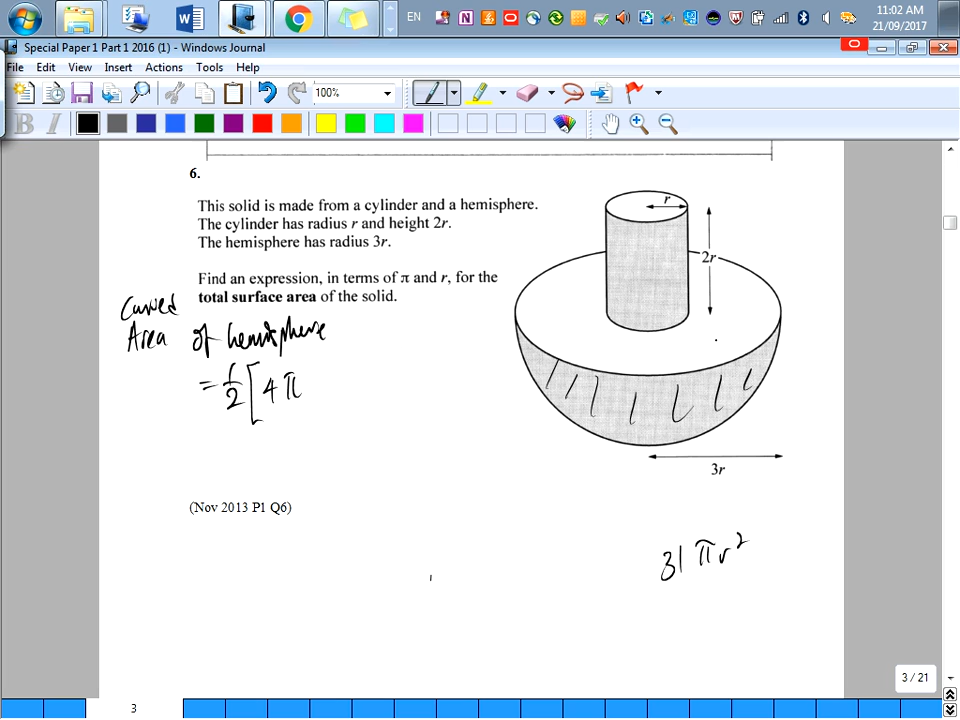 EN
11:02 AM
21/09/2017
Special Paper 1 Part 1 2016 (1) - Windows Journal
File Edit View Insert Actions Tools Help
100%
B I
6.
This solid is made from a cylinder and a hemisphere.
The cylinder has radius r and height 2r.
The hemisphere has radius 3r.
Find an expression, in terms of π and r, for the
total surface area of the solid.
r
2r
3r
Curved
Area of hemisphere
= 1/2 [ 4 π
(Nov 2013 P1 Q6)
31 π r²
3 / 21
3